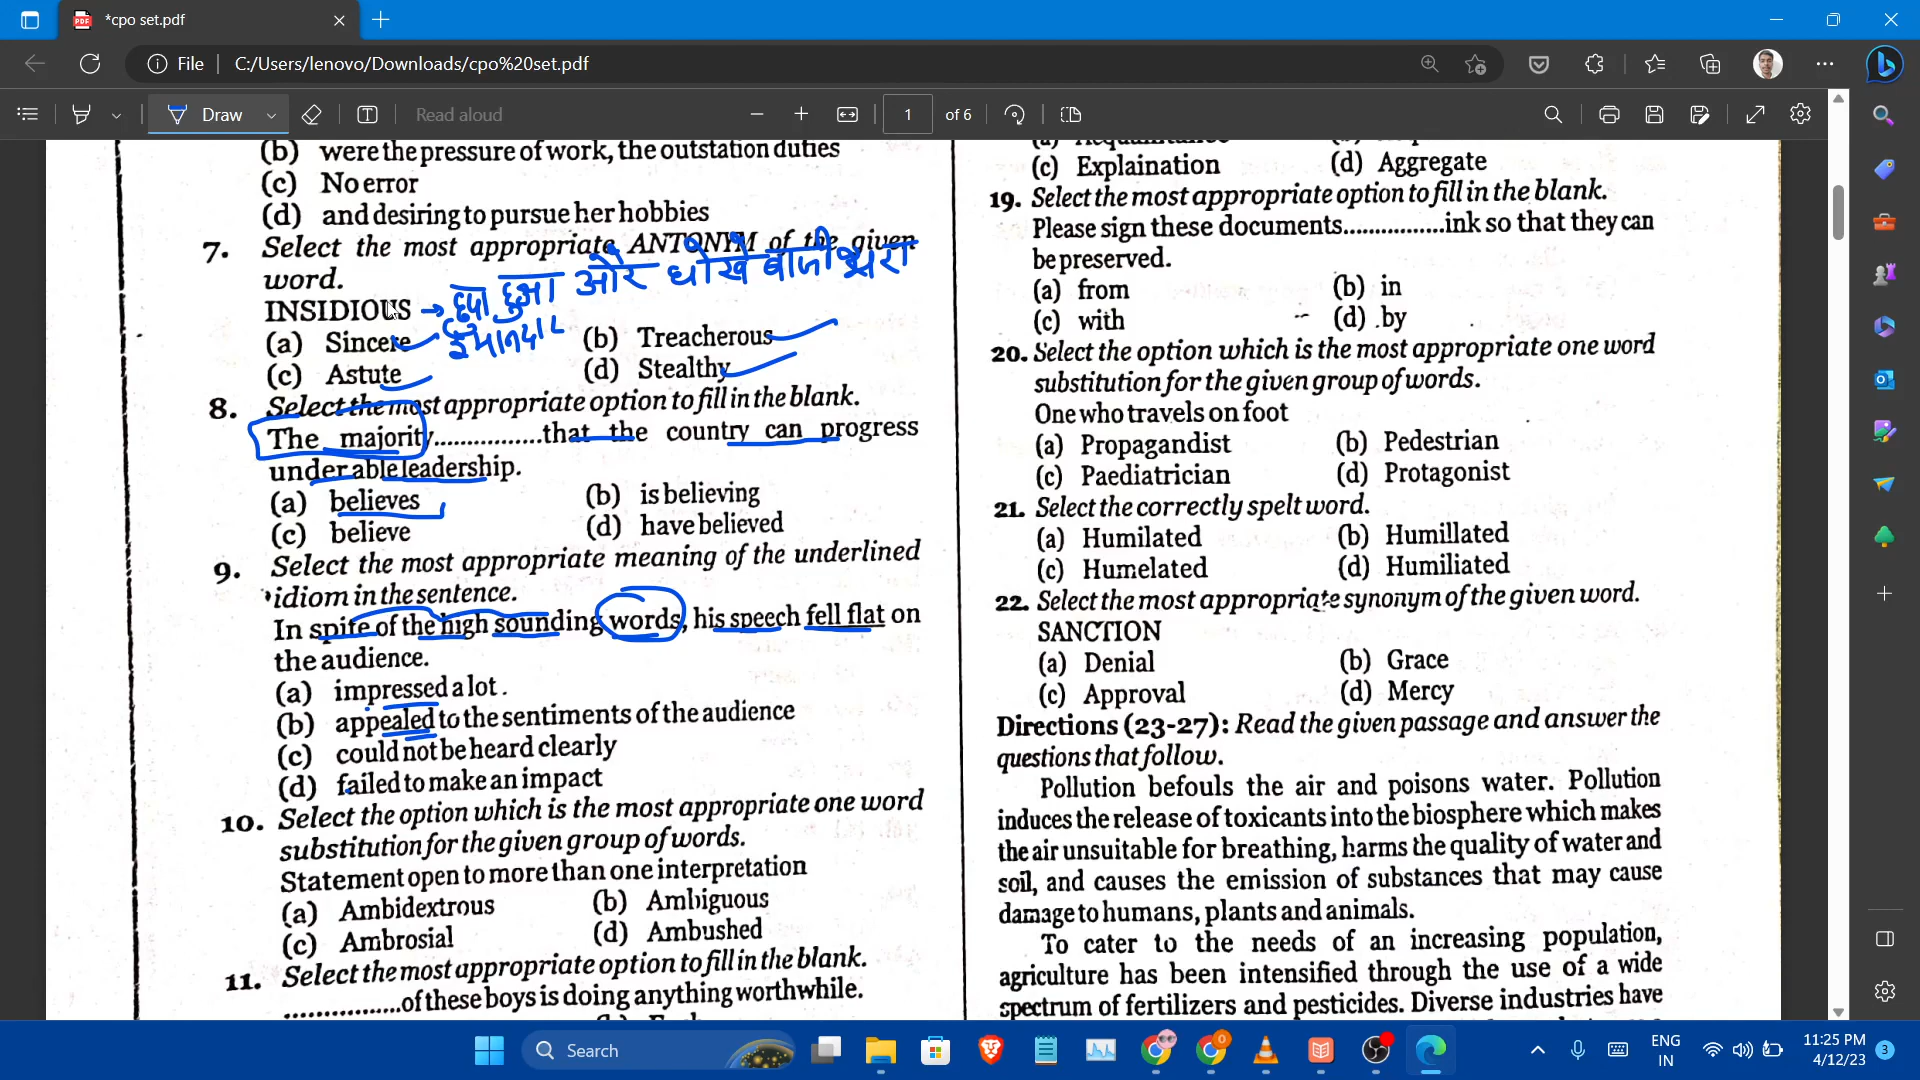 *cpo set.pdf
File
C:/Users/lenovo/Downloads/cpo%20set.pdf
Draw
Read aloud
1
of 6
(b) were the pressure of work, the outstation duties
(c) No error
(d) and desiring to pursue her hobbies
7. Select the most appropriate ANTONYM of the given
word.
INSIDIOUS → छुपा हुआ और धोखे बाजी भरा
(a) Sincere ईमानदार (b) Treacherous
(c) Astute (d) Stealthy
8. Select the most appropriate option to fill in the blank.
The majority...............that the country can progress
under able leadership.
(a) believes (b) is believing
(c) believe (d) have believed
9. Select the most appropriate meaning of the underlined
idiom in the sentence.
In spite of the high sounding words, his speech fell flat on
the audience.
(a) impressed a lot.
(b) appealed to the sentiments of the audience
(c) could not be heard clearly
(d) failed to make an impact
10. Select the option which is the most appropriate one word
substitution for the given group of words.
Statement open to more than one interpretation
(a) Ambidextrous (b) Ambiguous
(c) Ambrosial (d) Ambushed
11. Select the most appropriate option to fill in the blank.
................of these boys is doing anything worthwhile.
(c) Explaination (d) Aggregate
19. Select the most appropriate option to fill in the blank.
Please sign these documents................ink so that they can
be preserved.
(a) from (b) in
(c) with (d) by
20. Select the option which is the most appropriate one word
substitution for the given group of words.
One who travels on foot
(a) Propagandist (b) Pedestrian
(c) Paediatrician (d) Protagonist
21. Select the correctly spelt word.
(a) Humilated (b) Humillated
(c) Humelated (d) Humiliated
22. Select the most appropriate synonym of the given word.
SANCTION
(a) Denial (b) Grace
(c) Approval (d) Mercy
Directions (23-27): Read the given passage and answer the
questions that follow.
Pollution befouls the air and poisons water. Pollution
induces the release of toxicants into the biosphere which makes
the air unsuitable for breathing, harms the quality of water and
soil, and causes the emission of substances that may cause
damage to humans, plants and animals.
To cater to the needs of an increasing population,
agriculture has been intensified through the use of a wide
spectrum of fertilizers and pesticides. Diverse industries have
Search
ENG
IN
11:25 PM
4/12/23
3